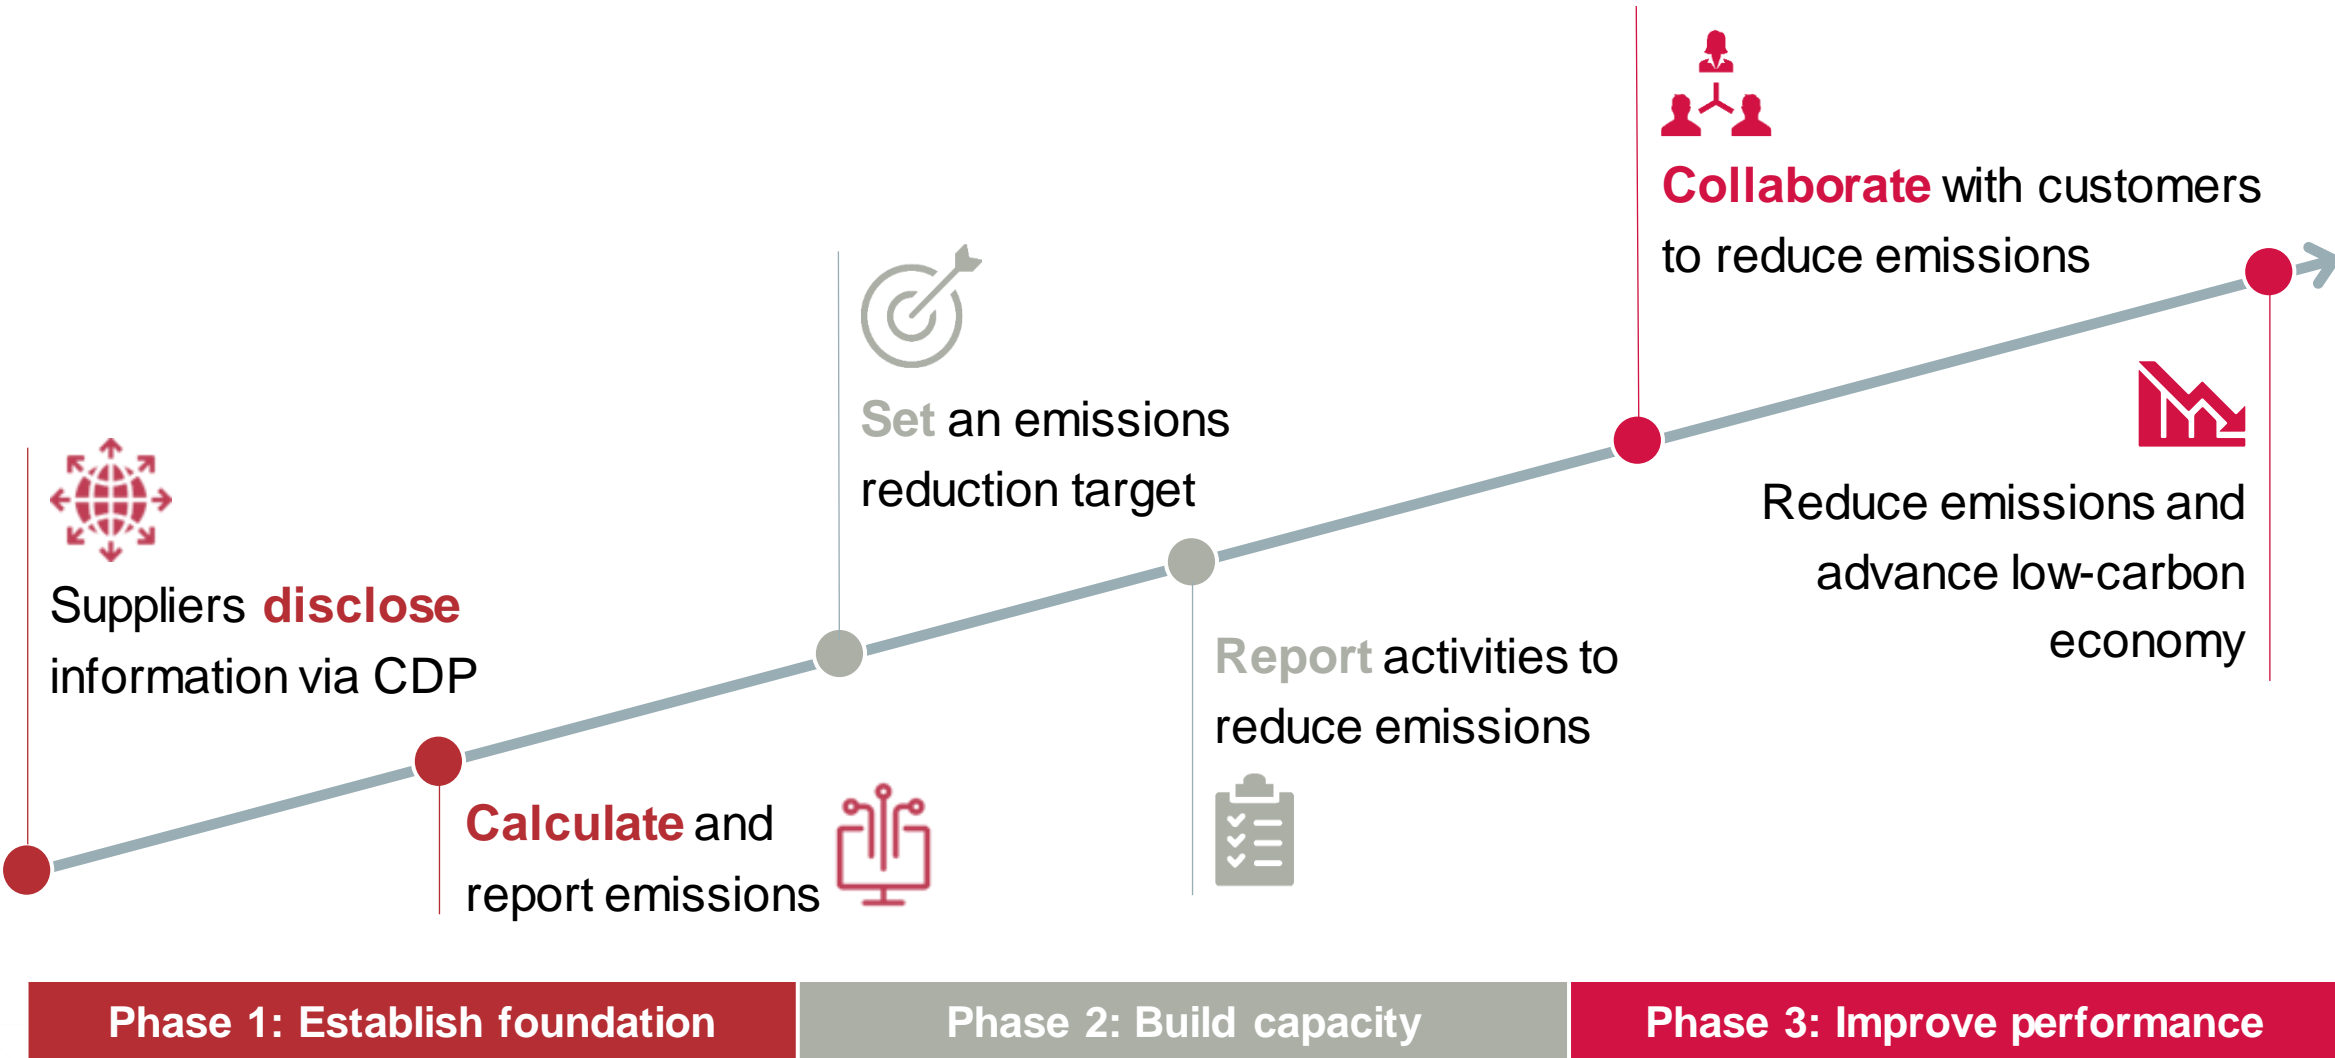 Suppliers disclose
information via CDP
Calculate and
report emissions
Set an emissions
reduction target
Report activities to
reduce emissions
Collaborate with customers
to reduce emissions
Reduce emissions and
advance low-carbon
economy
Phase 1: Establish foundation
Phase 2: Build capacity
Phase 3: Improve performance